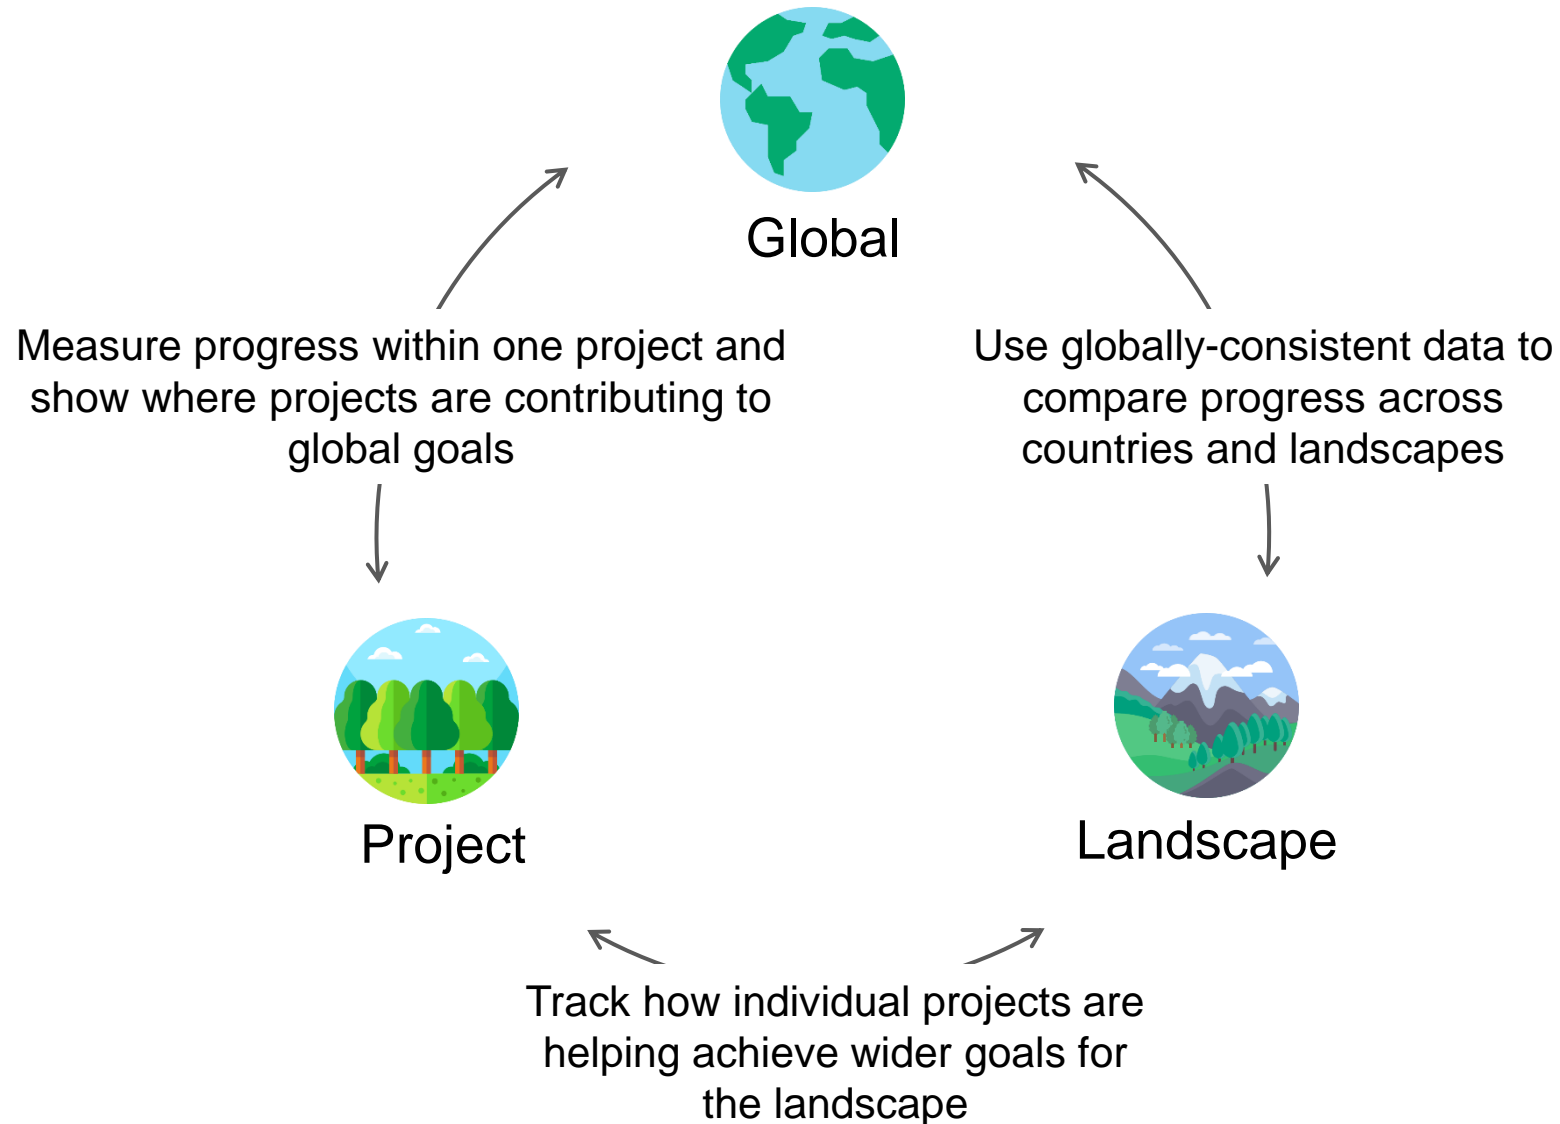 Global
Measure progress within one project and
show where projects are contributing to
global goals
Use globally-consistent data to
compare progress across
countries and landscapes
Project
Landscape
Track how individual projects are
helping achieve wider goals for
the landscape